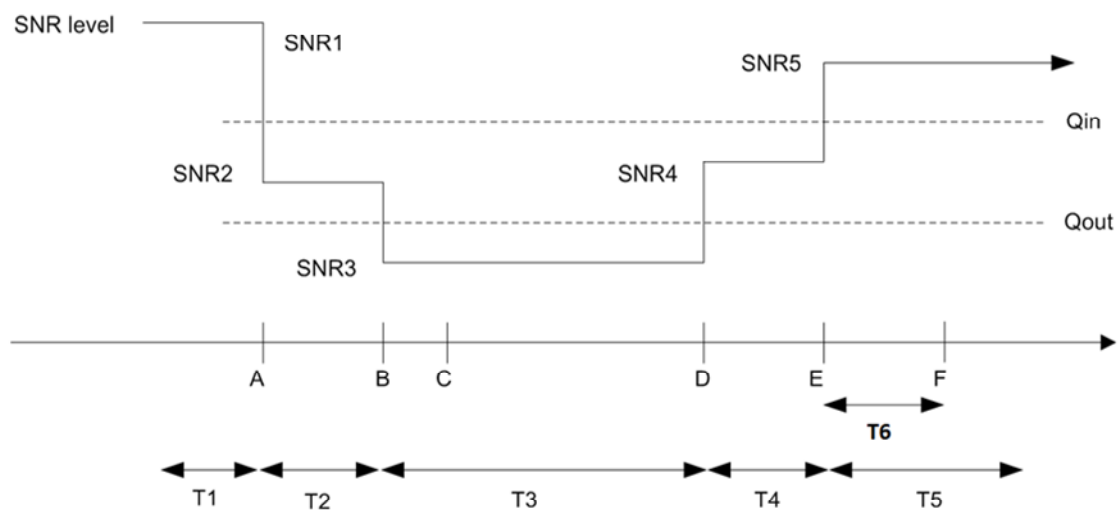 SNR level
SNR1
SNR5
Qin
SNR2
SNR4
Qout
SNR3
A B C D E F
T6
T1 T2 T3 T4 T5